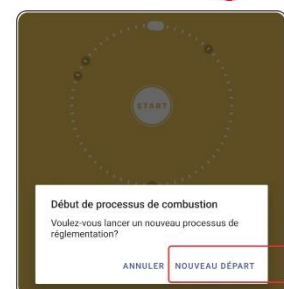 START
Début de processus de combustion
Voulez-vous lancer un nouveau processus de
réglementation?
ANNULER NOUVEAU DÉPART